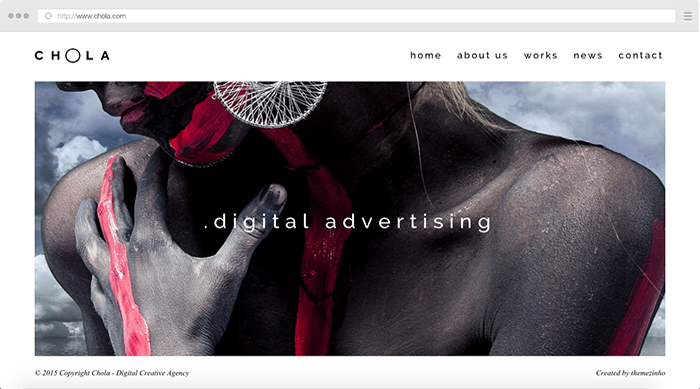 http://www.chola.com
CHOLA
home about us works news contact
.digital advertising
© 2015 Copyright Chola - Digital Creative Agency
Created by themezinho